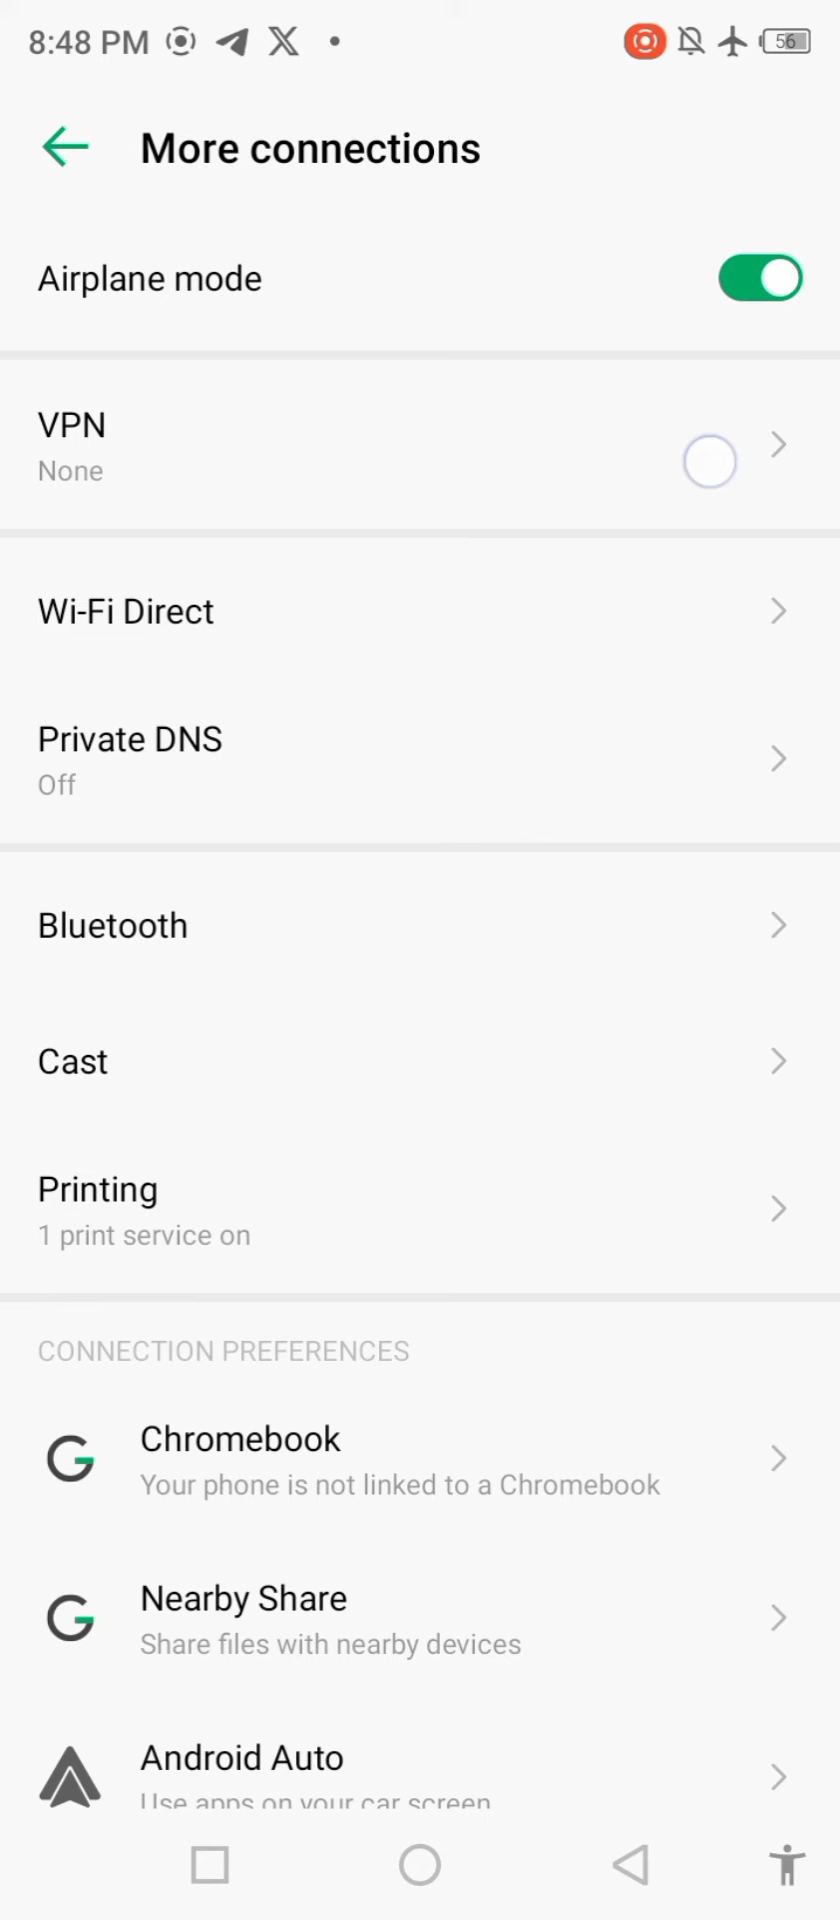 8:48 PM
56
More connections
Airplane mode
VPN
None
Wi-Fi Direct
Private DNS
Off
Bluetooth
Cast
Printing
1 print service on
CONNECTION PREFERENCES
Chromebook
Your phone is not linked to a Chromebook
Nearby Share
Share files with nearby devices
Android Auto
Use apps on your car screen